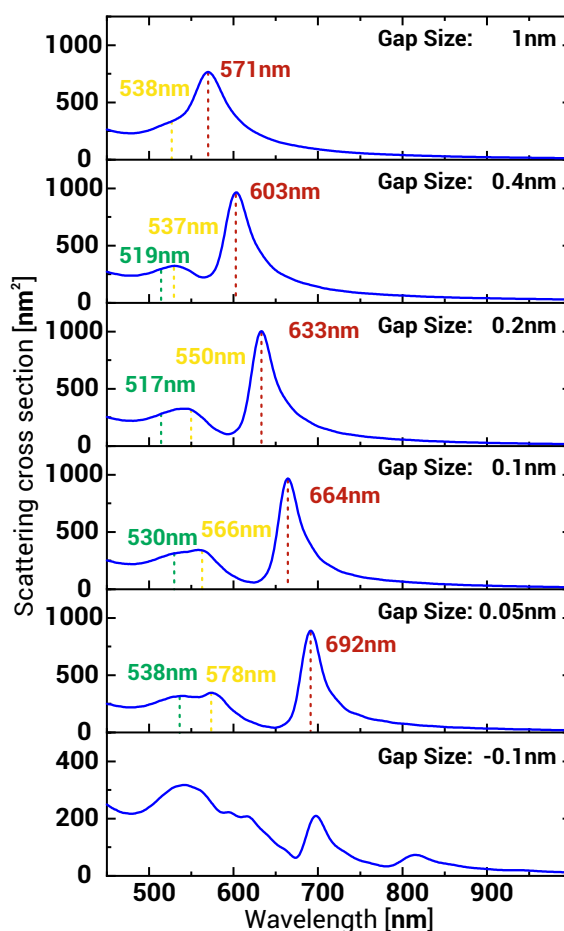 Scattering cross section [nm²]
1000
500
0
Gap Size: 1nm
538nm
571nm
1000
500
0
Gap Size: 0.4nm
519nm
537nm
603nm
1000
500
0
Gap Size: 0.2nm
517nm
550nm
633nm
1000
500
0
Gap Size: 0.1nm
530nm
566nm
664nm
1000
500
0
Gap Size: 0.05nm
538nm
578nm
692nm
400
200
0
Gap Size: -0.1nm
500 600 700 800 900
Wavelength [nm]